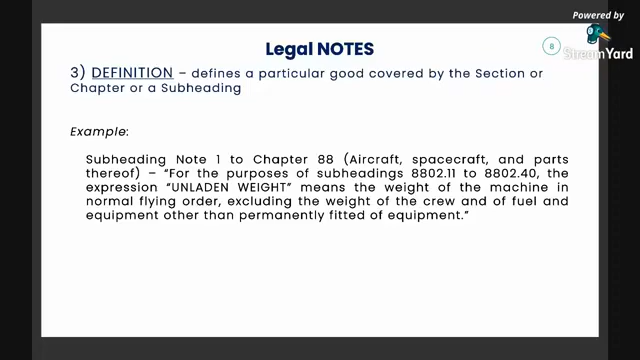 Powered by
StreamYard
8
Legal NOTES
3) DEFINITION – defines a particular good covered by the Section or
Chapter or a Subheading
Example:
Subheading Note 1 to Chapter 88 (Aircraft, spacecraft, and parts
thereof) – “For the purposes of subheadings 8802.11 to 8802.40, the
expression “UNLADEN WEIGHT” means the weight of the machine in
normal flying order, excluding the weight of the crew and of fuel and
equipment other than permanently fitted of equipment.”